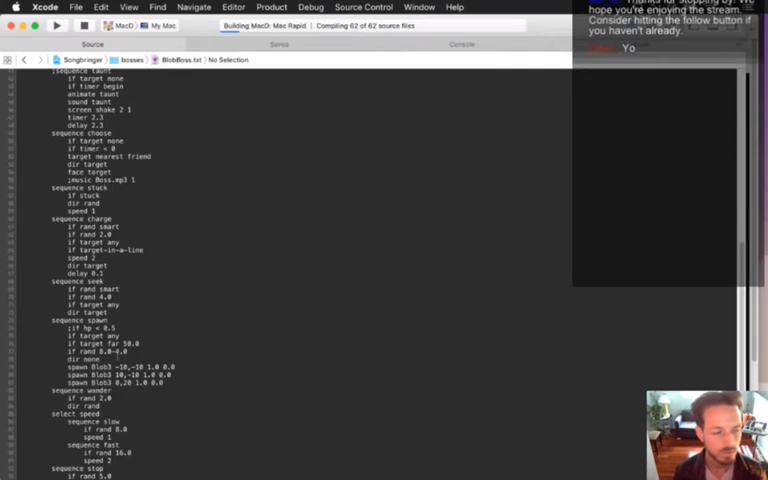 Xcode File Edit View Find Navigate Editor Product Debug Source Control Window Help
MacD My Mac Building MacD: Mac Rapid Compiling 62 of 62 source files
Source Saros Console
Songbringer bosses BlobBoss.txt No Selection
Thanks for stopping by! We
hope you're enjoying the stream.
Consider hitting the follow button if
you haven't already.
Yo
;sequence taunt
if target none
if timer begin
animate taunt
sound taunt
screen shake 2 1
timer 2.3
delay 2.3
sequence choose
if target none
if timer < 0
target nearest friend
dir target
face target
;music Boss.mp3 1
sequence stuck
if stuck
dir rand
speed 1
sequence charge
if rand smart
if rand 2.0
if target any
if target-in-a-line
speed 2
dir target
delay 0.1
sequence seek
if rand smart
if rand 4.0
if target any
dir target
sequence spawn
;if hp < 0.5
if target any
if target far 50.0
if rand 8.0-4.0
dir none
spawn Blob3 -10,-10 1.0 0.0
spawn Blob3 10,-10 1.0 0.0
spawn Blob3 0,20 1.0 0.0
sequence wander
if rand 2.0
dir rand
select speed
sequence slow
if rand 8.0
speed 1
sequence fast
if rand 16.0
speed 2
sequence stop
if rand 5.0